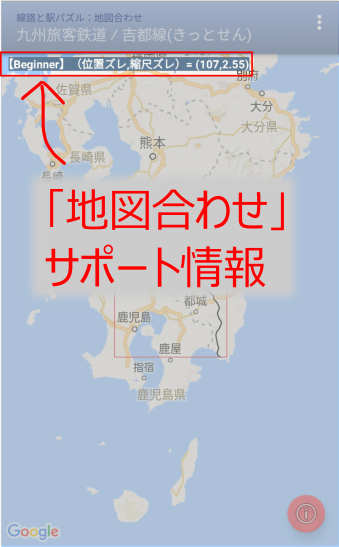 線路と駅パズル：地図合わせ
九州旅客鉄道 / 吉都線(きっとせん)
【Beginner】（位置ズレ,縮尺ズレ）= (107,2.55)
別府
佐賀県
大分
大分県
熊本
長崎県
長崎
「地図合わせ」
サポート情報
都城
鹿児島
鹿屋
指宿
鹿児島県
Google